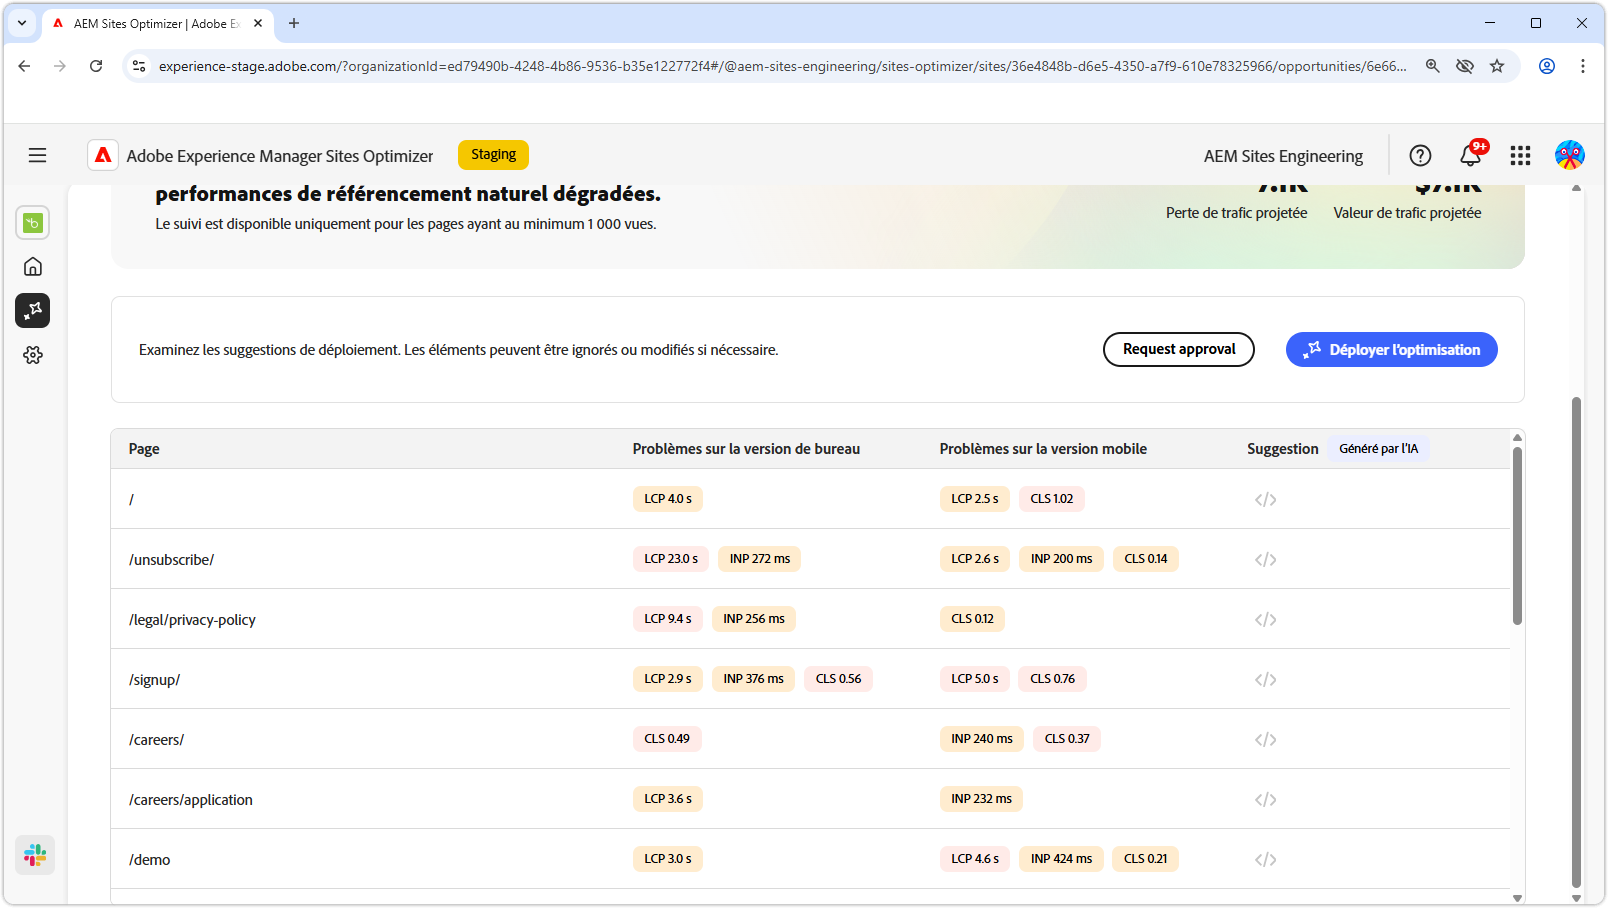 AEM Sites Optimizer | Adobe Ex
experience-stage.adobe.com/?organizationId=ed79490b-4248-4b86-9536-b35e122772f4#/@aem-sites-engineering/sites-optimizer/sites/36e4848b-d6e5-4350-a7f9-610e78325966/opportunities/6e66...
Adobe Experience Manager Sites Optimizer
Staging
AEM Sites Engineering
9+
performances de référencement naturel dégradées.
Le suivi est disponible uniquement pour les pages ayant au minimum 1 000 vues.
7.1K $7.1K
Perte de trafic projetée Valeur de trafic projetée
Examinez les suggestions de déploiement. Les éléments peuvent être ignorés ou modifiés si nécessaire.
Request approval
Déployer l'optimisation
Page Problèmes sur la version de bureau Problèmes sur la version mobile Suggestion Généré par l'IA
/ LCP 4.0 s LCP 2.5 s CLS 1.02 </>
/unsubscribe/ LCP 23.0 s INP 272 ms LCP 2.6 s INP 200 ms CLS 0.14 </>
/legal/privacy-policy LCP 9.4 s INP 256 ms CLS 0.12 </>
/signup/ LCP 2.9 s INP 376 ms CLS 0.56 LCP 5.0 s CLS 0.76 </>
/careers/ CLS 0.49 INP 240 ms CLS 0.37 </>
/careers/application LCP 3.6 s INP 232 ms </>
/demo LCP 3.0 s LCP 4.6 s INP 424 ms CLS 0.21 </>